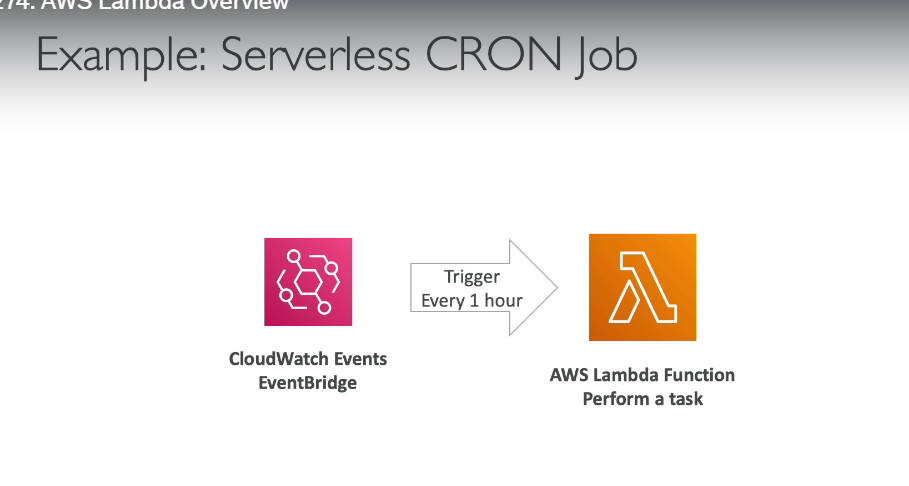 274. AWS Lambda Overview
Example: Serverless CRON Job
Trigger
Every 1 hour
CloudWatch Events
EventBridge
AWS Lambda Function
Perform a task